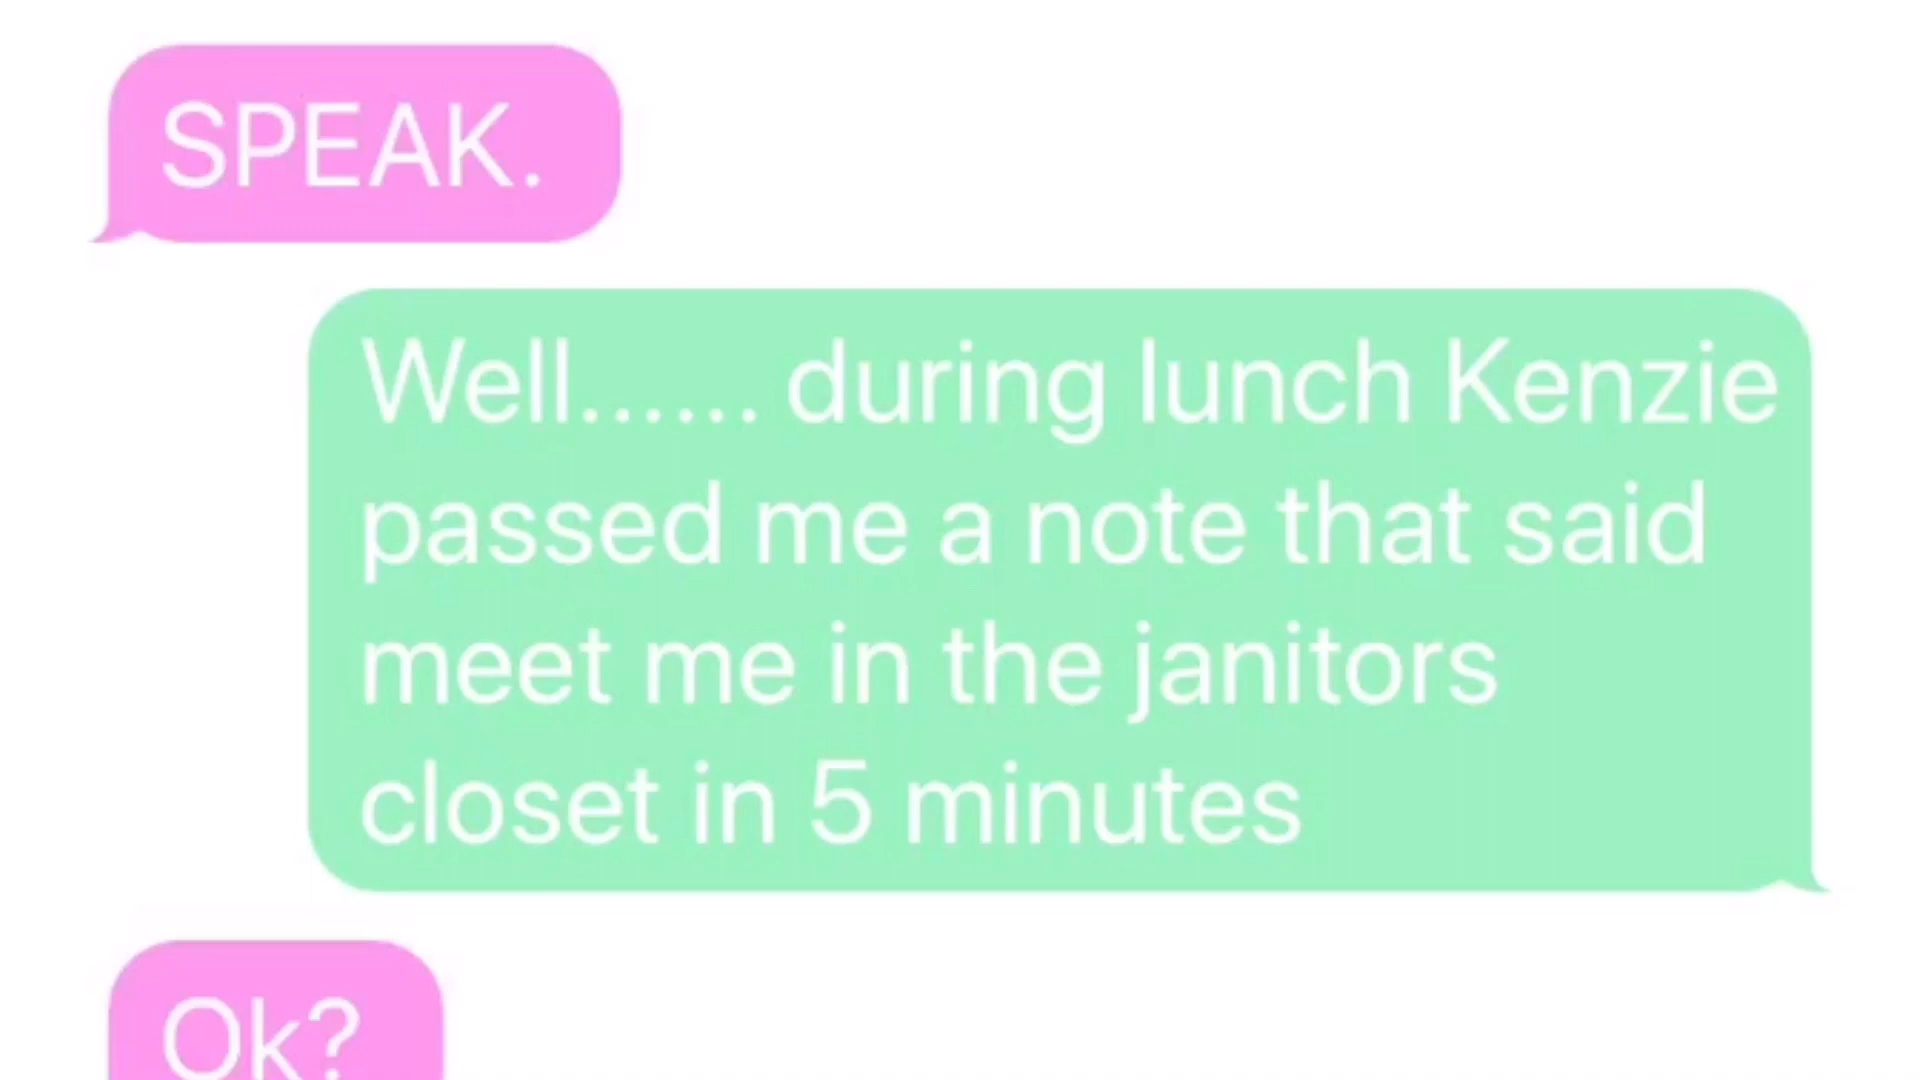 SPEAK.
Well...... during lunch Kenzie
passed me a note that said
meet me in the janitors
closet in 5 minutes
Ok?